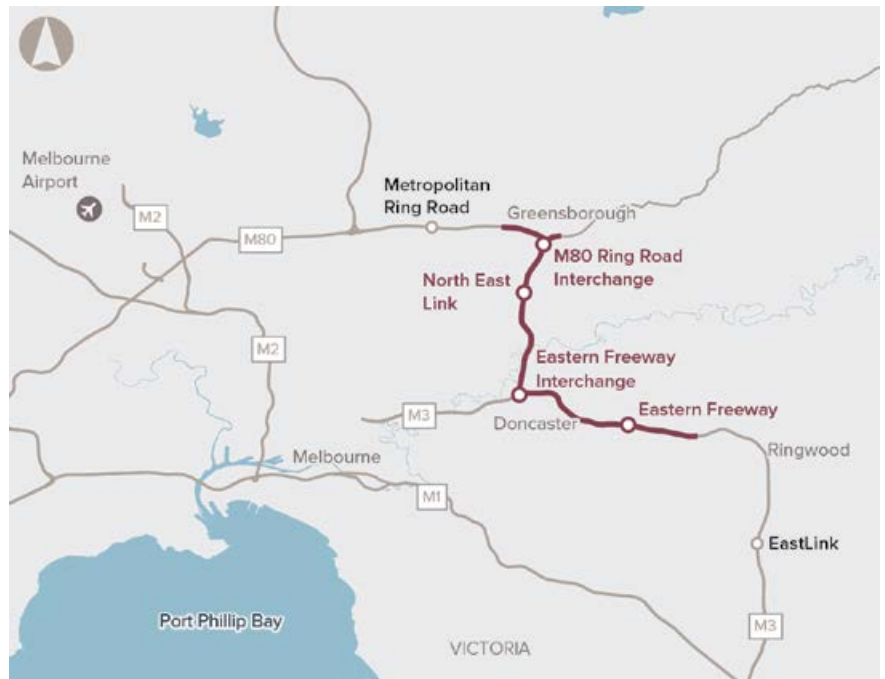 Melbourne
Airport
M2
M80
Metropolitan
Ring Road
Greensborough
M80 Ring Road
Interchange
North East
Link
M2
Eastern Freeway
Interchange
M3
Doncaster
Eastern Freeway
Ringwood
Melbourne
M1
EastLink
Port Phillip Bay
M3
VICTORIA